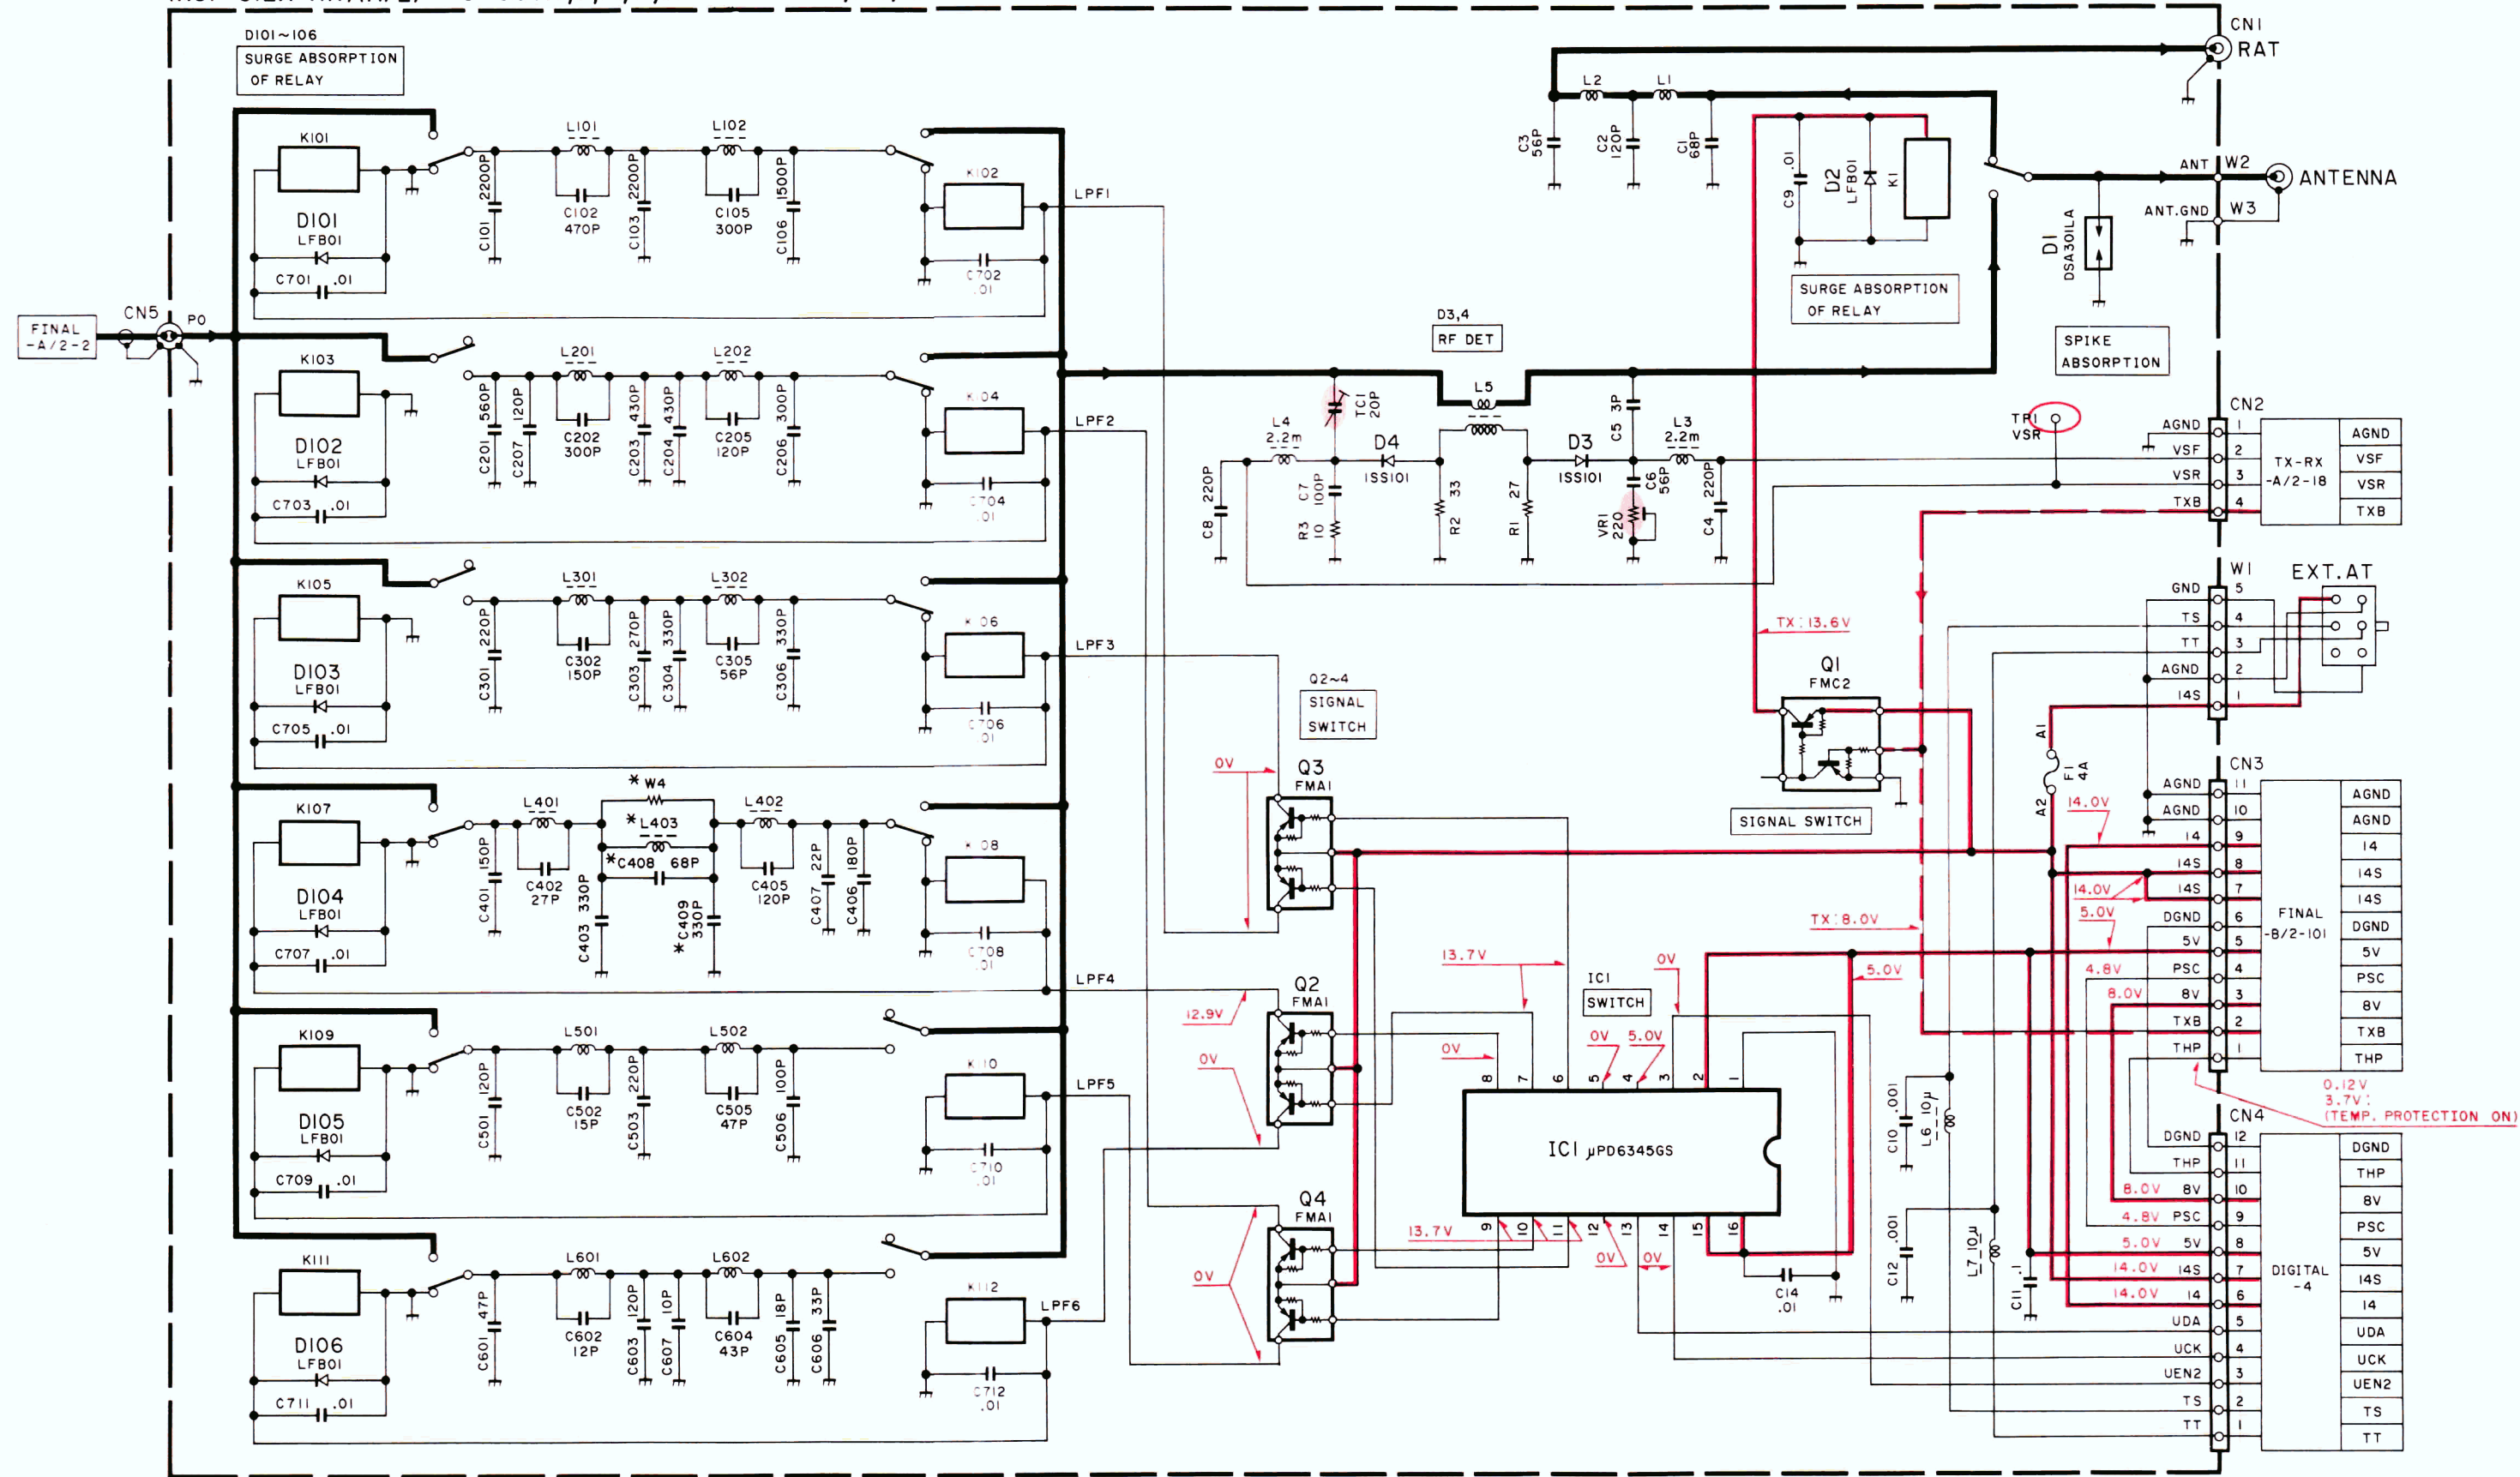 D101~106
SURGE ABSORPTION
OF RELAY
K101
D101
LFB01
C701 .01
L101
L102
C101 2200P
C102
470P
C103 2200P
C105
300P
C106 1500P
K102
C702
.01
LPF1
FINAL
-A/2-2
CN5
PO
K103
D102
LFB01
C703 .01
L201
L202
C201 560P
C207 120P
C202
300P
C203 430P
C204 430P
C205
120P
C206 300P
K104
C704
.01
LPF2
K105
D103
LFB01
C705 .01
L301
L302
C301 220P
C302
150P
C303 270P
C304 330P
C305
56P
C306 330P
K106
C706
.01
LPF3
K107
D104
LFB01
C707 .01
L401
* W4
* L403
*C408 68P
L402
C401 150P
C402
27P
C403 330P
*C409
330P
C405
120P
C407 22P
C406 180P
K108
C708
.01
LPF4
K109
D105
LFB01
C709 .01
L501
L502
C501 120P
C502
15P
C503 220P
C505
47P
C506 100P
K110
C710
.01
LPF5
K111
D106
LFB01
C711 .01
L601
L602
C601 47P
C602
12P
C603 120P
C607 10P
C604
43P
C605 18P
C606 33P
K112
C712
.01
LPF6
CN1
RAT
L2
L1
C3
56P
C2
120P
C1
68P
C9 .01
D2
LFB01
K1
SURGE ABSORPTION
OF RELAY
ANT W2
ANTENNA
ANT.GND W3
D1
DSA301LA
SPIKE
ABSORPTION
D3,4
RF DET
L5
TC1
20P
L4
2.2m
D4
1SS101
D3
1SS101
C5 3P
L3
2.2m
C8 220P
C7
100P
R3
10
R2 33
R1 27
C6
56P
VR1
220
C4 220P
TP1
VSR
CN2
AGND 1 AGND
VSF 2 VSF
VSR 3 VSR
TXB 4 TXB
TX-RX
-A/2-18
W1
EXT.AT
GND 5
TS 4
TT 3
AGND 2
14S 1
TX:13.6V
Q1
FMC2
SIGNAL SWITCH
A1
F1
4A
A2
Q2~4
SIGNAL
SWITCH
0V
Q3
FMA1
TX:8.0V
CN3
AGND 11 AGND
AGND 10 AGND
14.0V
14 9 14
14S 8 14S
14.0V
14S 7 14S
5.0V
DGND 6 DGND
5V 5 5V
4.8V PSC 4 PSC
8.0V 8V 3 8V
TXB 2 TXB
THP 1 THP
FINAL
-B/2-101
0.12V
3.7V:
(TEMP. PROTECTION ON)
12.9V
0V
Q2
FMA1
13.7V
0V
IC1
SWITCH
0V
5.0V
0V
5.0V
8 7 6 5 4 3 2 1
IC1 μPD6345GS
9 10 11 12 13 14 15 16
13.7V
0V
0V
C14
.01
0V
Q4
FMA1
C10 .001
L6 10μ
C12 .001
L7 10μ
C11 .1
CN4
DGND 12 DGND
THP 11 THP
8.0V 8V 10 8V
4.8V PSC 9 PSC
5.0V 5V 8 5V
14.0V 14S 7 14S
14.0V 14 6 14
UDA 5 UDA
UCK 4 UCK
UEN2 3 UEN2
TS 2 TS
TT 1 TT
DIGITAL
-4